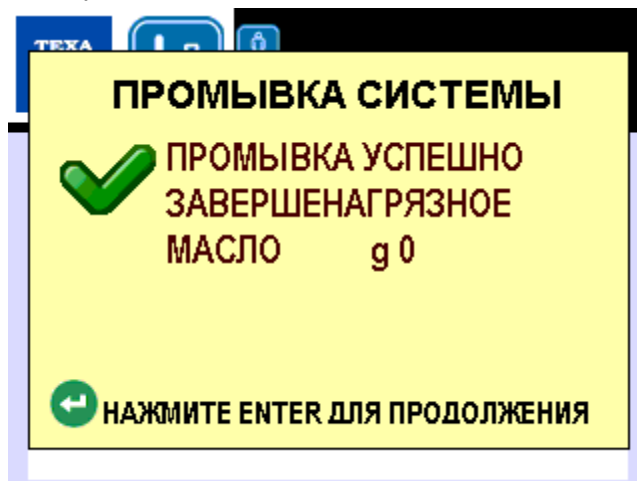 TEXA
ПРОМЫВКА СИСТЕМЫ
ПРОМЫВКА УСПЕШНО
ЗАВЕРШЕНАГРЯЗНОЕ
МАСЛО g 0
НАЖМИТЕ ENTER ДЛЯ ПРОДОЛЖЕНИЯ